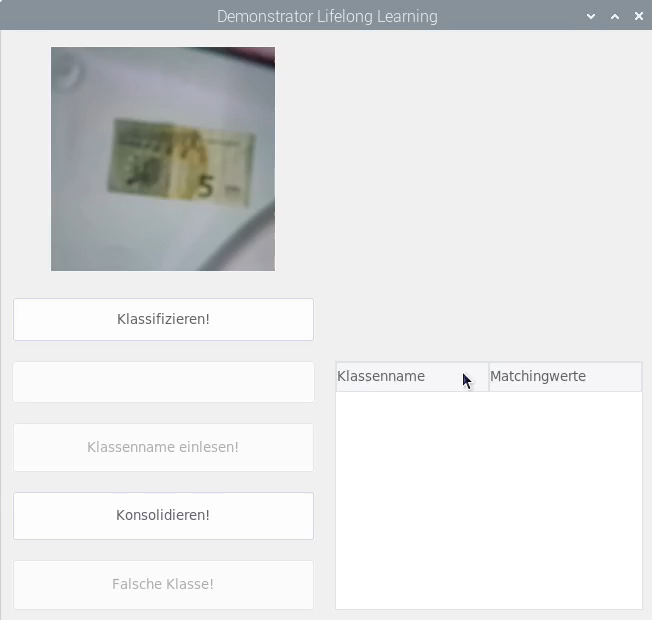 Demonstrator Lifelong Learning
5
Klassifizieren!
Klassenname Matchingwerte
Klassenname einlesen!
Konsolidieren!
Falsche Klasse!